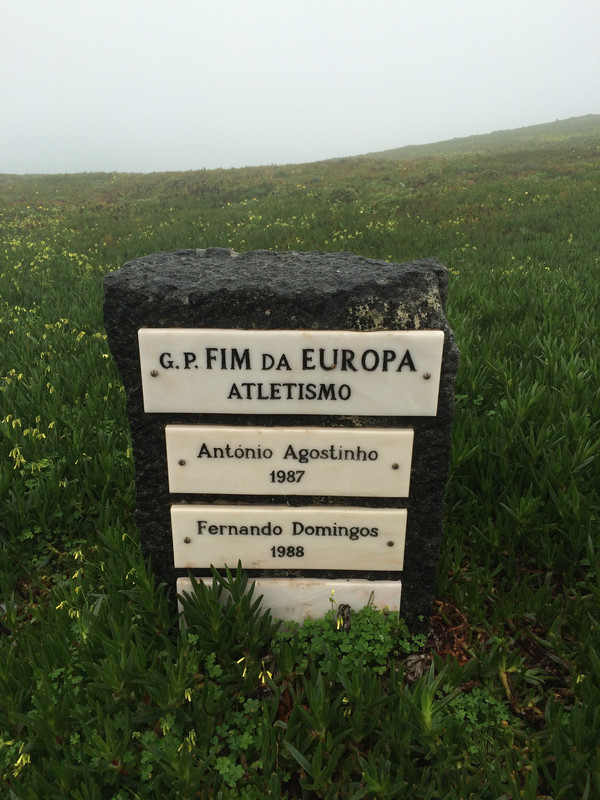 G.P. FIM DA EUROPA
ATLETISMO
António Agostinho
1987
Fernando Domingos
1988